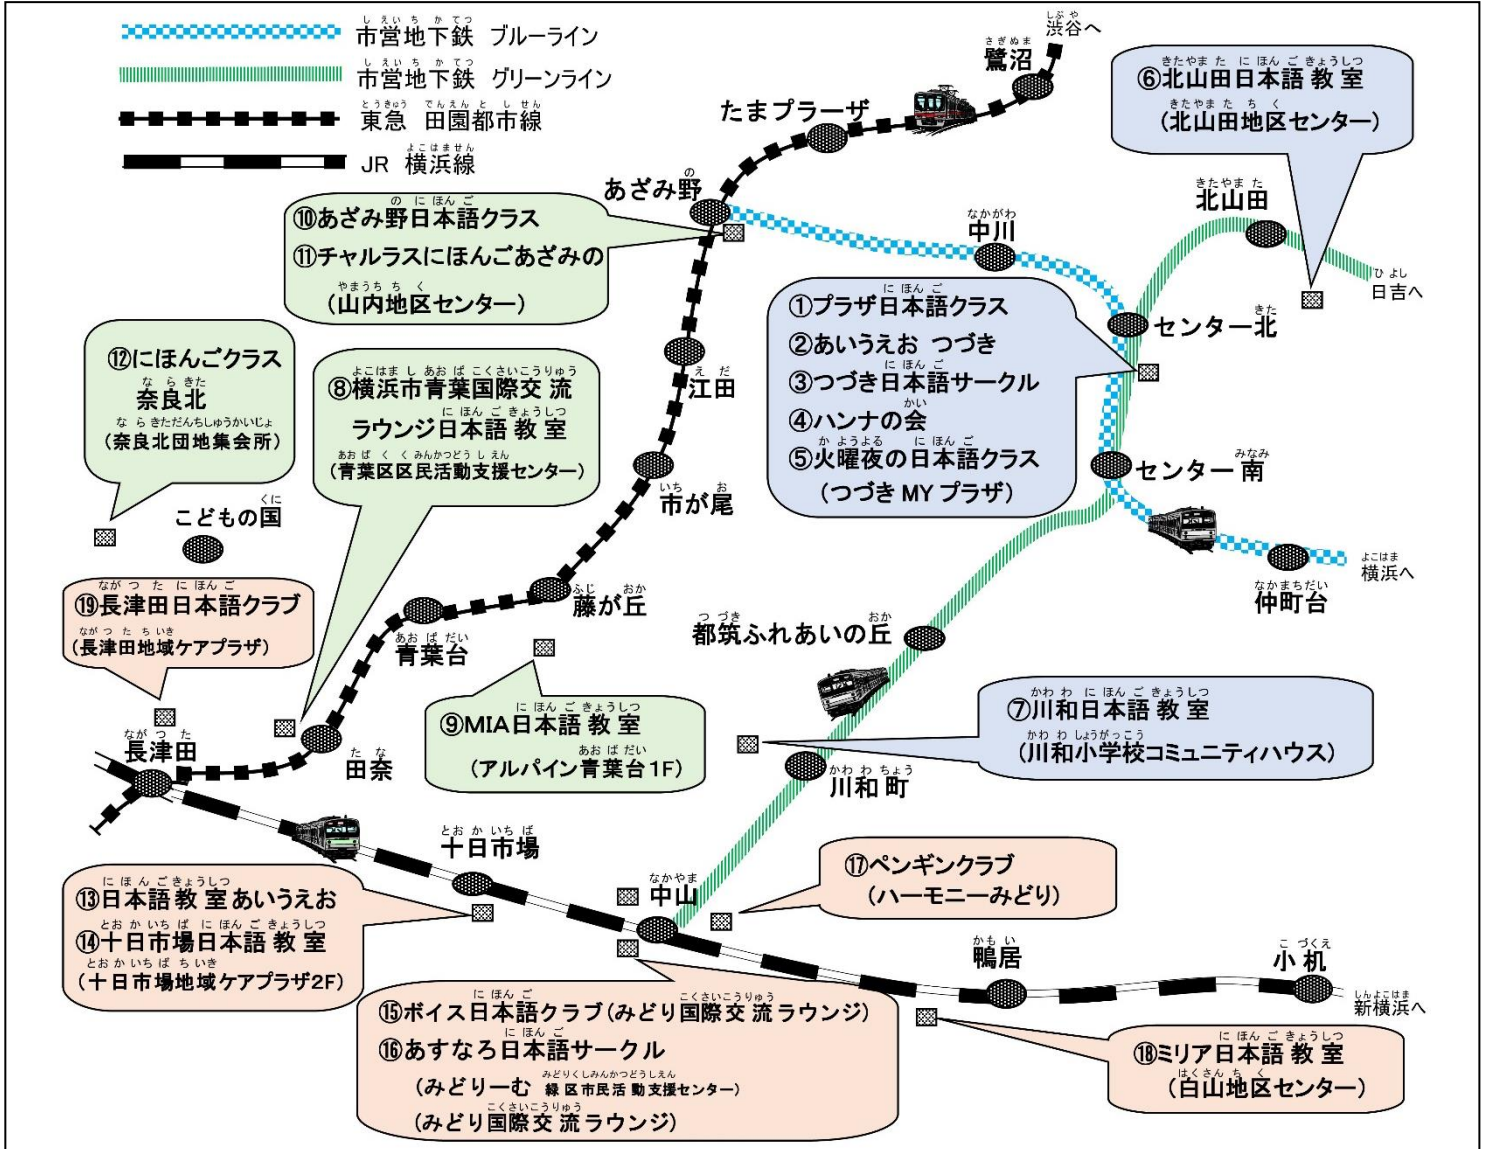 市営地下鉄 ブルーライン
市営地下鉄 グリーンライン
東急 田園都市線
JR 横浜線
渋谷へ
鷺沼
たまプラーザ
あざみ野
中川
北山田
日吉へ
⑥北山田日本語教室
(北山田地区センター)
⑩あざみ野日本語クラス
⑪チャルラスにほんごあざみの
(山内地区センター)
①プラザ日本語クラス
②あいうえお つづき
③つづき日本語サークル
④ハンナの会
⑤火曜夜の日本語クラス
(つづき MY プラザ)
センター北
センター南
横浜へ
仲町台
⑫にほんごクラス
奈良北
(奈良北団地集会所)
⑧横浜市青葉国際交流
ラウンジ日本語教室
(青葉区区民活動支援センター)
江田
市が尾
こどもの国
藤が丘
青葉台
⑲長津田日本語クラブ
(長津田地域ケアプラザ)
都筑ふれあいの丘
⑨MIA日本語教室
(アルパイン青葉台1F)
⑦川和日本語教室
(川和小学校コミュニティハウス)
長津田
田奈
川和町
十日市場
中山
⑰ペンギンクラブ
(ハーモニーみどり)
⑬日本語教室あいうえお
⑭十日市場日本語教室
(十日市場地域ケアプラザ2F)
鴨居
小机
新横浜へ
⑮ボイス日本語クラブ(みどり国際交流ラウンジ)
⑯あすなろ日本語サークル
(みどりーむ 緑区市民活動支援センター)
(みどり国際交流ラウンジ)
⑱ミリア日本語教室
(白山地区センター)